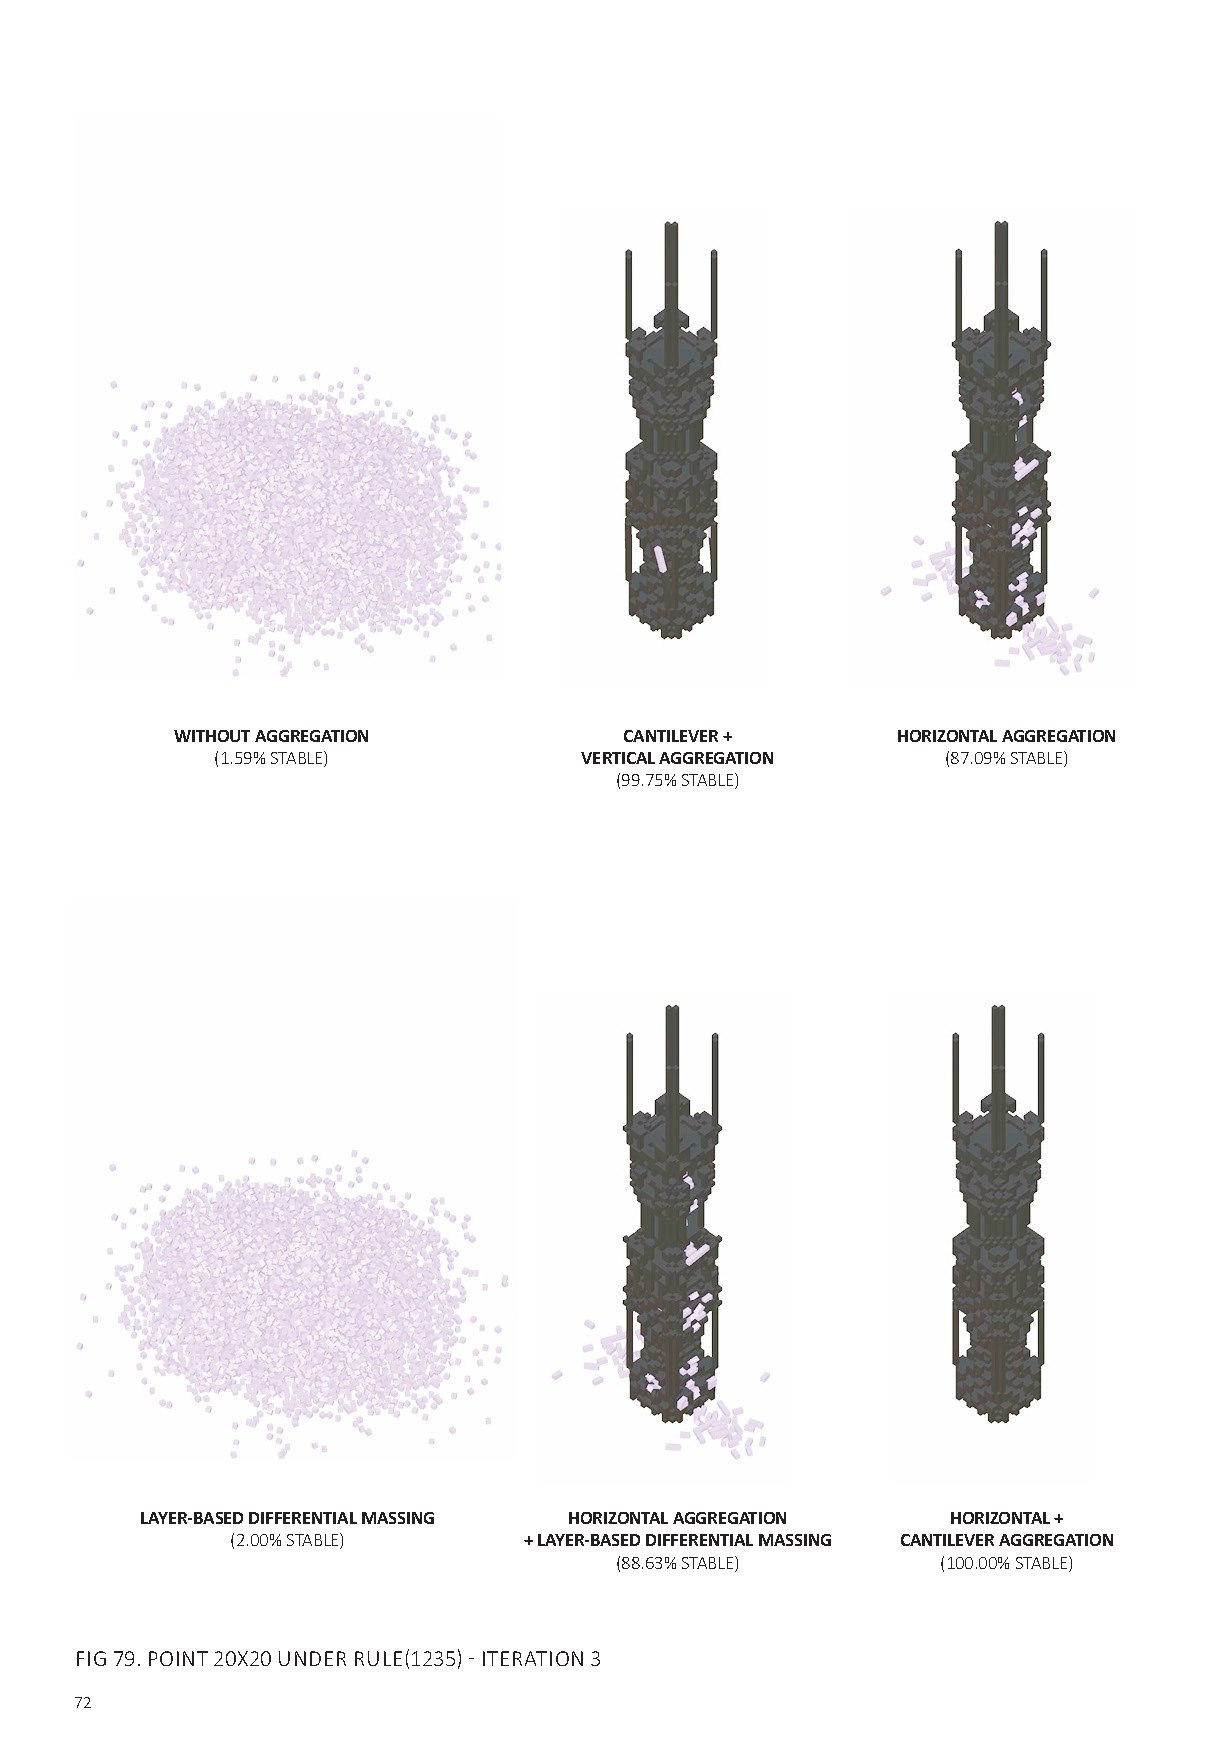 WITHOUT AGGREGATION
(1.59% STABLE)
CANTILEVER +
VERTICAL AGGREGATION
(99.75% STABLE)
HORIZONTAL AGGREGATION
(87.09% STABLE)
LAYER-BASED DIFFERENTIAL MASSING
(2.00% STABLE)
HORIZONTAL AGGREGATION
+ LAYER-BASED DIFFERENTIAL MASSING
(88.63% STABLE)
HORIZONTAL +
CANTILEVER AGGREGATION
(100.00% STABLE)
FIG 79. POINT 20X20 UNDER RULE(1235) - ITERATION 3
72